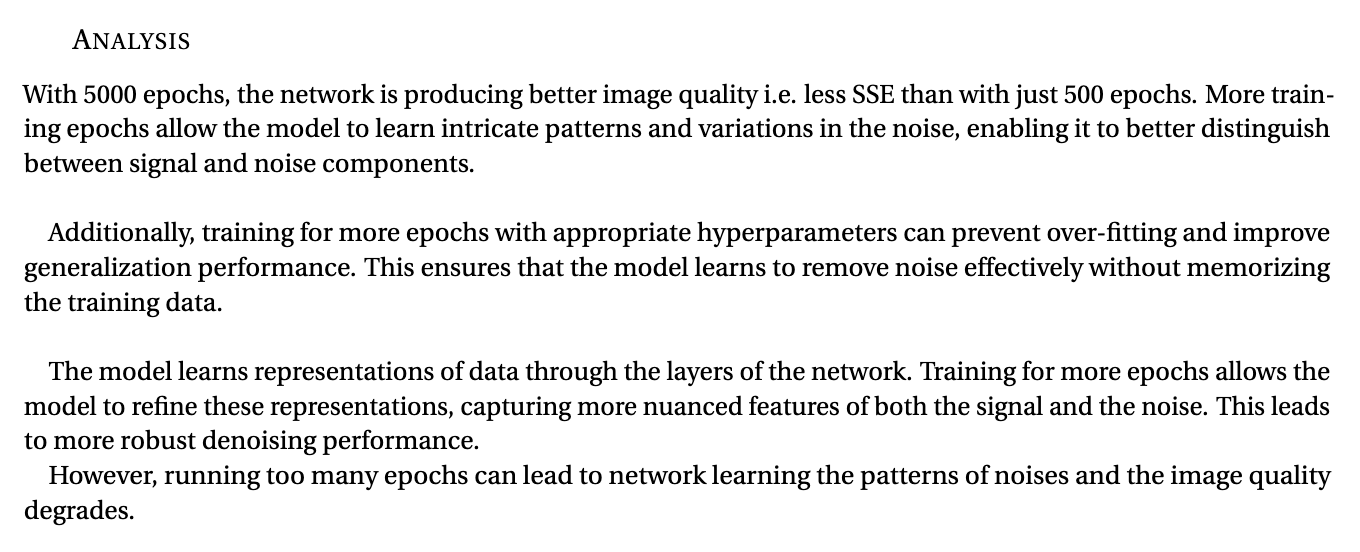 ANALYSIS
With 5000 epochs, the network is producing better image quality i.e. less SSE than with just 500 epochs. More train-
ing epochs allow the model to learn intricate patterns and variations in the noise, enabling it to better distinguish
between signal and noise components.
Additionally, training for more epochs with appropriate hyperparameters can prevent over-fitting and improve
generalization performance. This ensures that the model learns to remove noise effectively without memorizing
the training data.
The model learns representations of data through the layers of the network. Training for more epochs allows the
model to refine these representations, capturing more nuanced features of both the signal and the noise. This leads
to more robust denoising performance.
However, running too many epochs can lead to network learning the patterns of noises and the image quality
degrades.